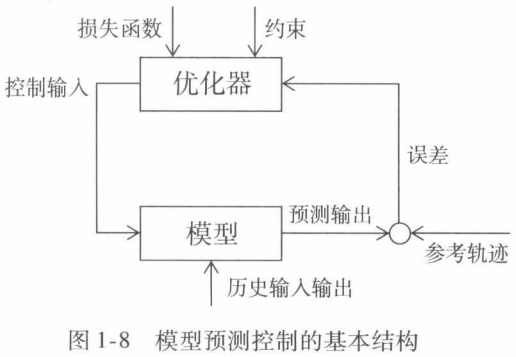 损失函数
约束
控制输入
优化器
误差
预测输出
模型
参考轨迹
历史输入输出
图 1-8 模型预测控制的基本结构